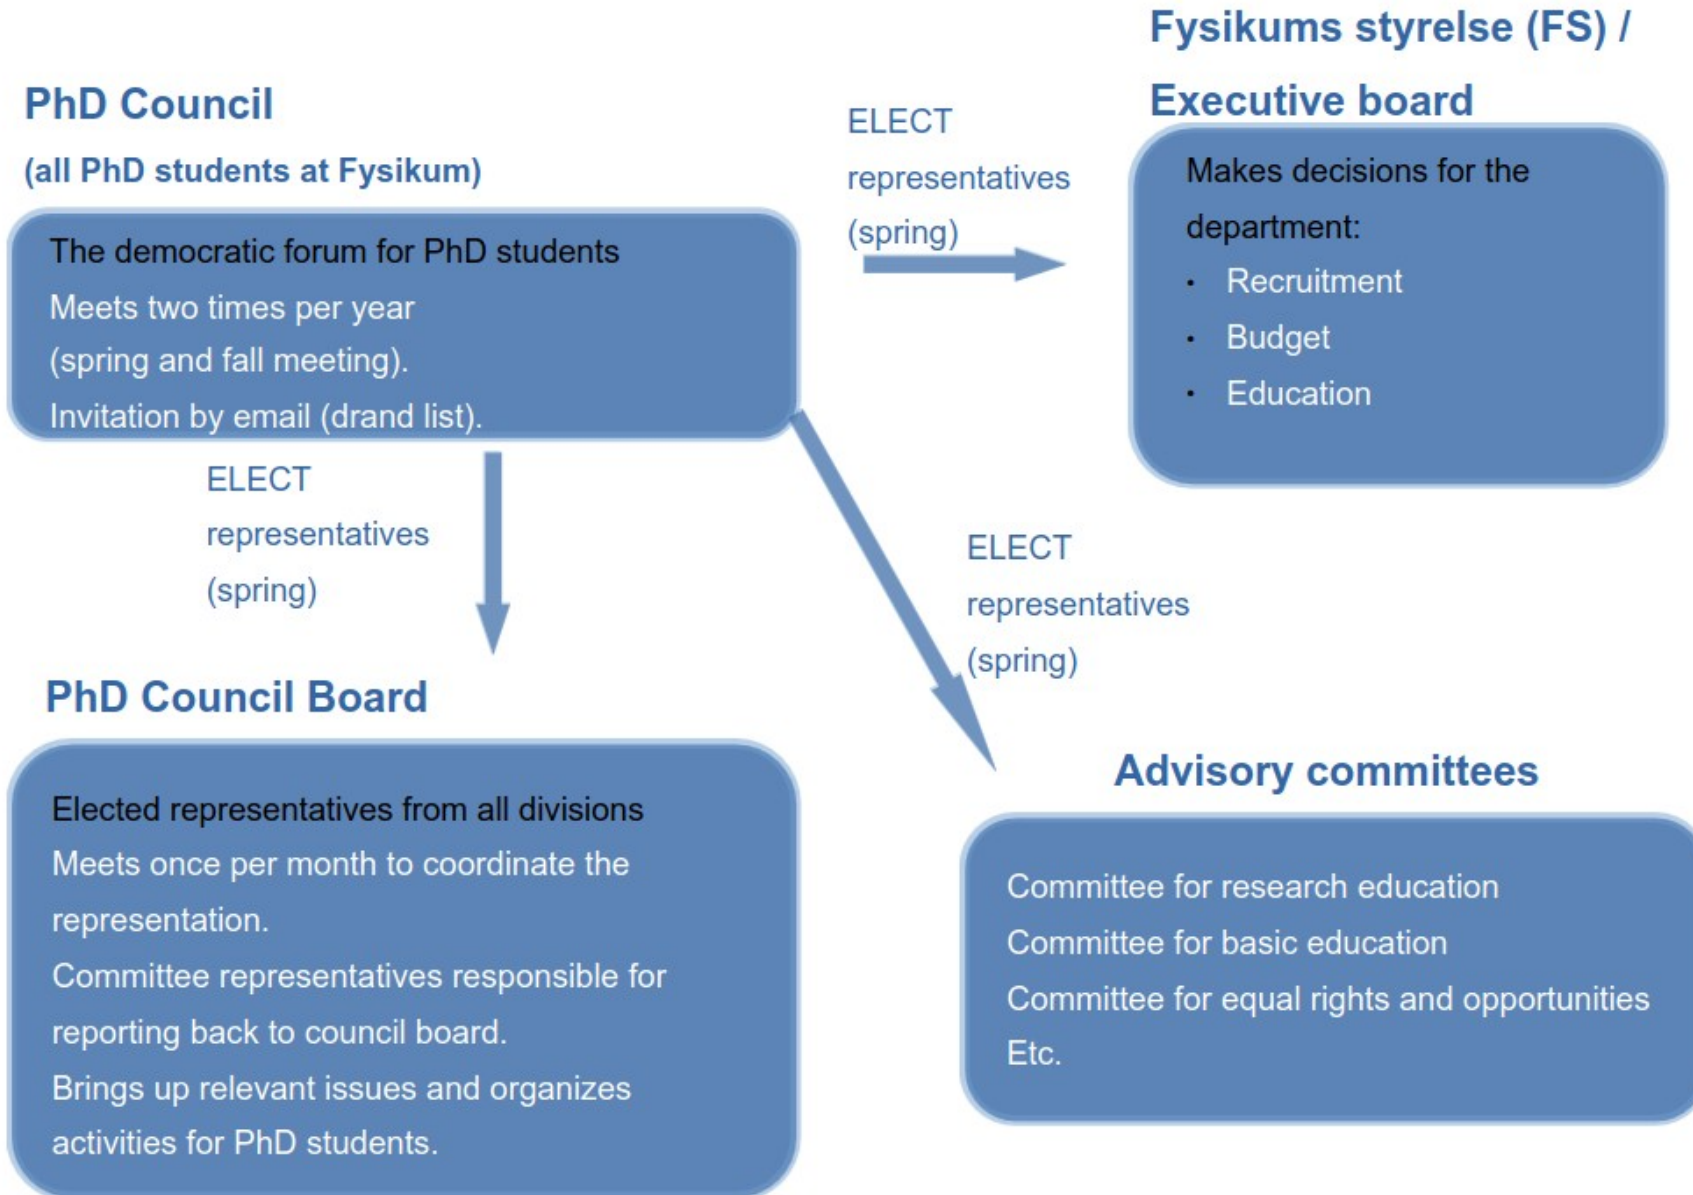 PhD Council
(all PhD students at Fysikum)
The democratic forum for PhD students
Meets two times per year
(spring and fall meeting).
Invitation by email (drand list).
ELECT
representatives
(spring)
Fysikums styrelse (FS) /
Executive board
Makes decisions for the
department:
• Recruitment
• Budget
• Education
ELECT
representatives
(spring)
PhD Council Board
Elected representatives from all divisions
Meets once per month to coordinate the
representation.
Committee representatives responsible for
reporting back to council board.
Brings up relevant issues and organizes
activities for PhD students.
ELECT
representatives
(spring)
Advisory committees
Committee for research education
Committee for basic education
Committee for equal rights and opportunities
Etc.